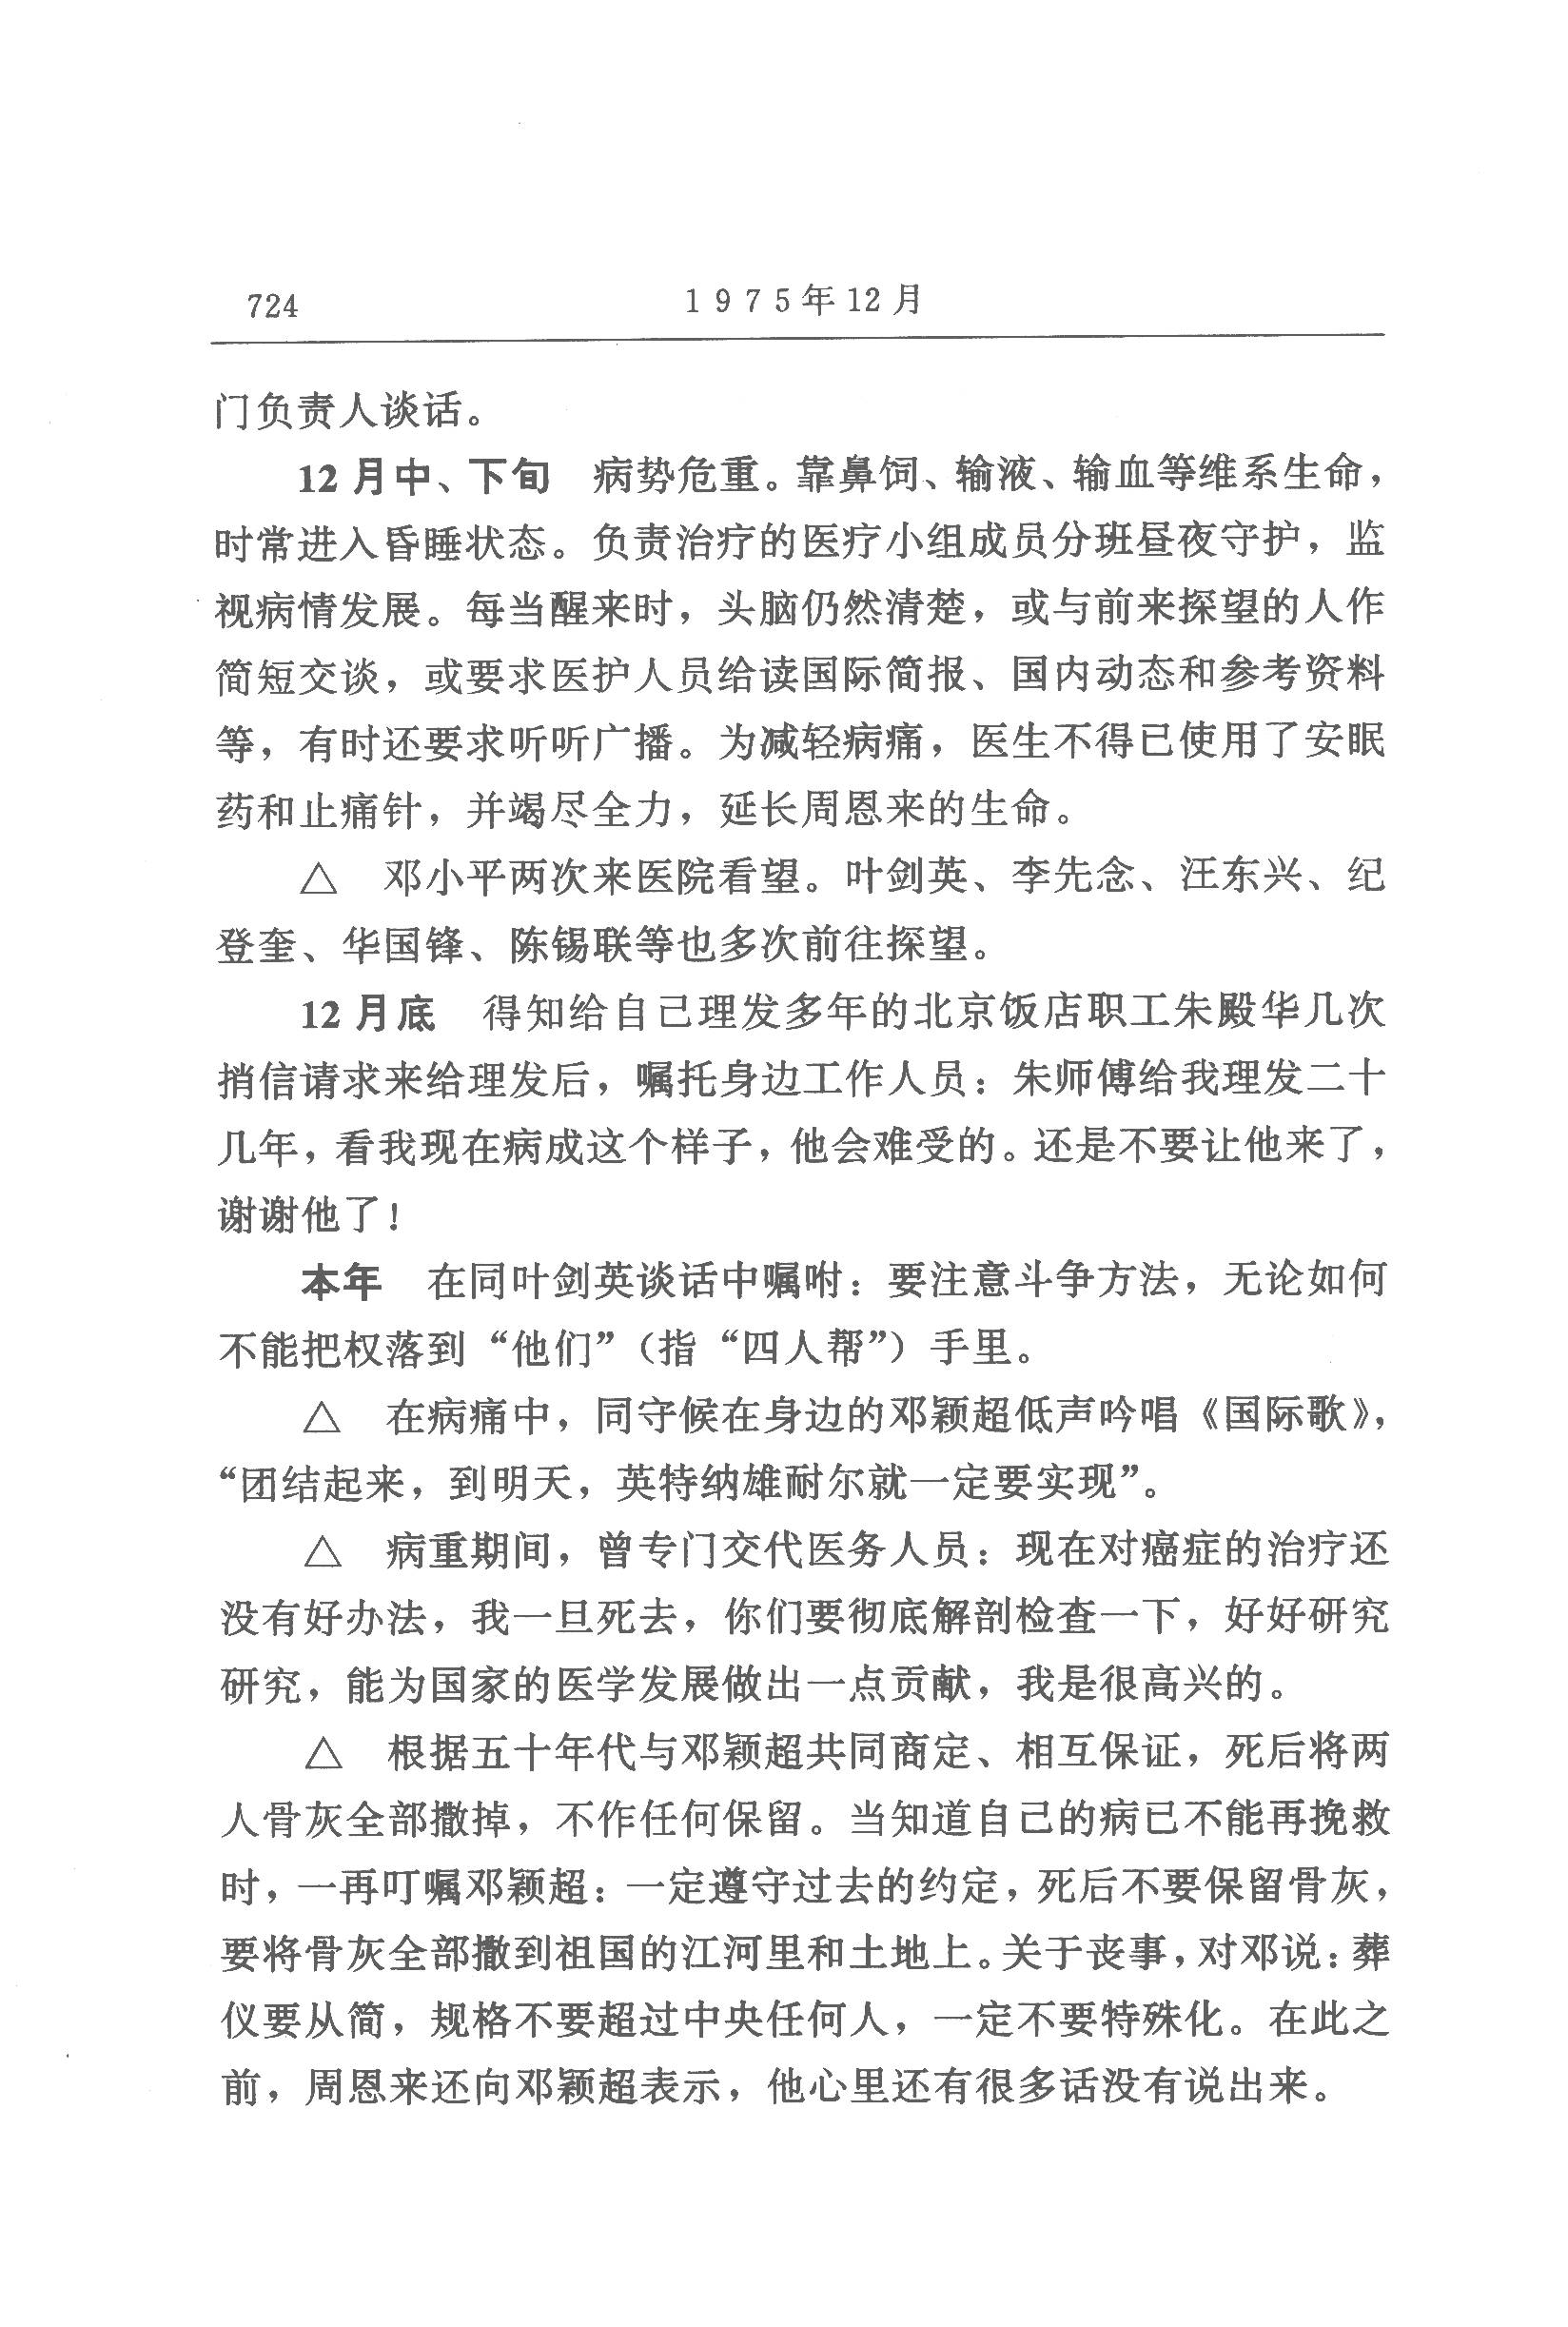 724
1975年12月
门负责人谈话。
12月中、下旬　病势危重。靠鼻饲、输液、输血等维系生命，
时常进入昏睡状态。负责治疗的医疗小组成员分班昼夜守护，监
视病情发展。每当醒来时，头脑仍然清楚，或与前来探望的人作
简短交谈，或要求医护人员给读国际简报、国内动态和参考资料
等，有时还要求听听广播。为减轻病痛，医生不得已使用了安眠
药和止痛针，并竭尽全力，延长周恩来的生命。
△　邓小平两次来医院看望。叶剑英、李先念、汪东兴、纪
登奎、华国锋、陈锡联等也多次前往探望。
12月底　得知给自己理发多年的北京饭店职工朱殿华几次
捎信请求来给理发后，嘱托身边工作人员：朱师傅给我理发二十
几年，看我现在病成这个样子，他会难受的。还是不要让他来了，
谢谢他了！
本年　在同叶剑英谈话中嘱咐：要注意斗争方法，无论如何
不能把权落到“他们”（指“四人帮”）手里。
△　在病痛中，同守候在身边的邓颖超低声吟唱《国际歌》，
“团结起来，到明天，英特纳雄耐尔就一定要实现”。
△　病重期间，曾专门交代医务人员：现在对癌症的治疗还
没有好办法，我一旦死去，你们要彻底解剖检查一下，好好研究
研究，能为国家的医学发展做出一点贡献，我是很高兴的。
△　根据五十年代与邓颖超共同商定、相互保证，死后将两
人骨灰全部撒掉，不作任何保留。当知道自己的病已不能再挽救
时，一再叮嘱邓颖超：一定遵守过去的约定，死后不要保留骨灰，
要将骨灰全部撒到祖国的江河里和土地上。关于丧事，对邓说：葬
仪要从简，规格不要超过中央任何人，一定不要特殊化。在此之
前，周恩来还向邓颖超表示，他心里还有很多话没有说出来。